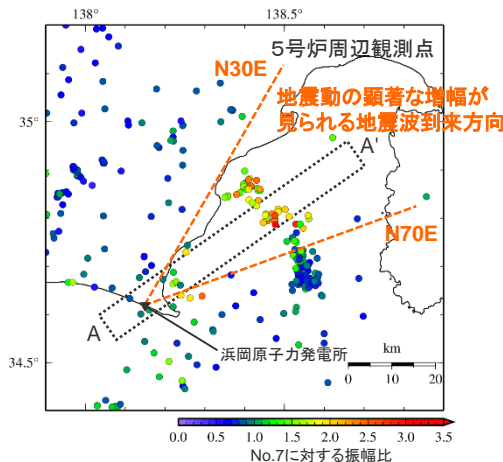 138° 138.5°
５号炉周辺観測点
N30E
地震動の顕著な増幅が
見られる地震波到来方向
35°
A'
N70E
A
浜岡原子力発電所
34.5°
km
0 10 20
0.0 0.5 1.0 1.5 2.0 2.5 3.0 3.5
No.7に対する振幅比